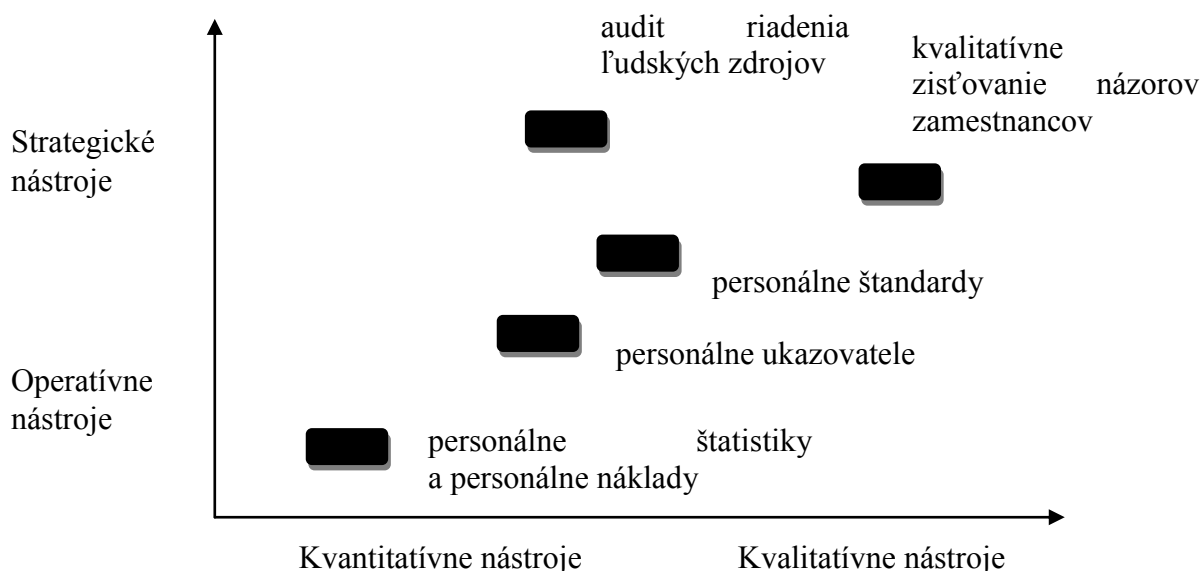 audit riadenia
ľudských zdrojov
kvalitatívne
zisťovanie názorov
zamestnancov
Strategické
nástroje
personálne štandardy
personálne ukazovatele
Operatívne
nástroje
personálne štatistiky
a personálne náklady
Kvantitatívne nástroje
Kvalitatívne nástroje